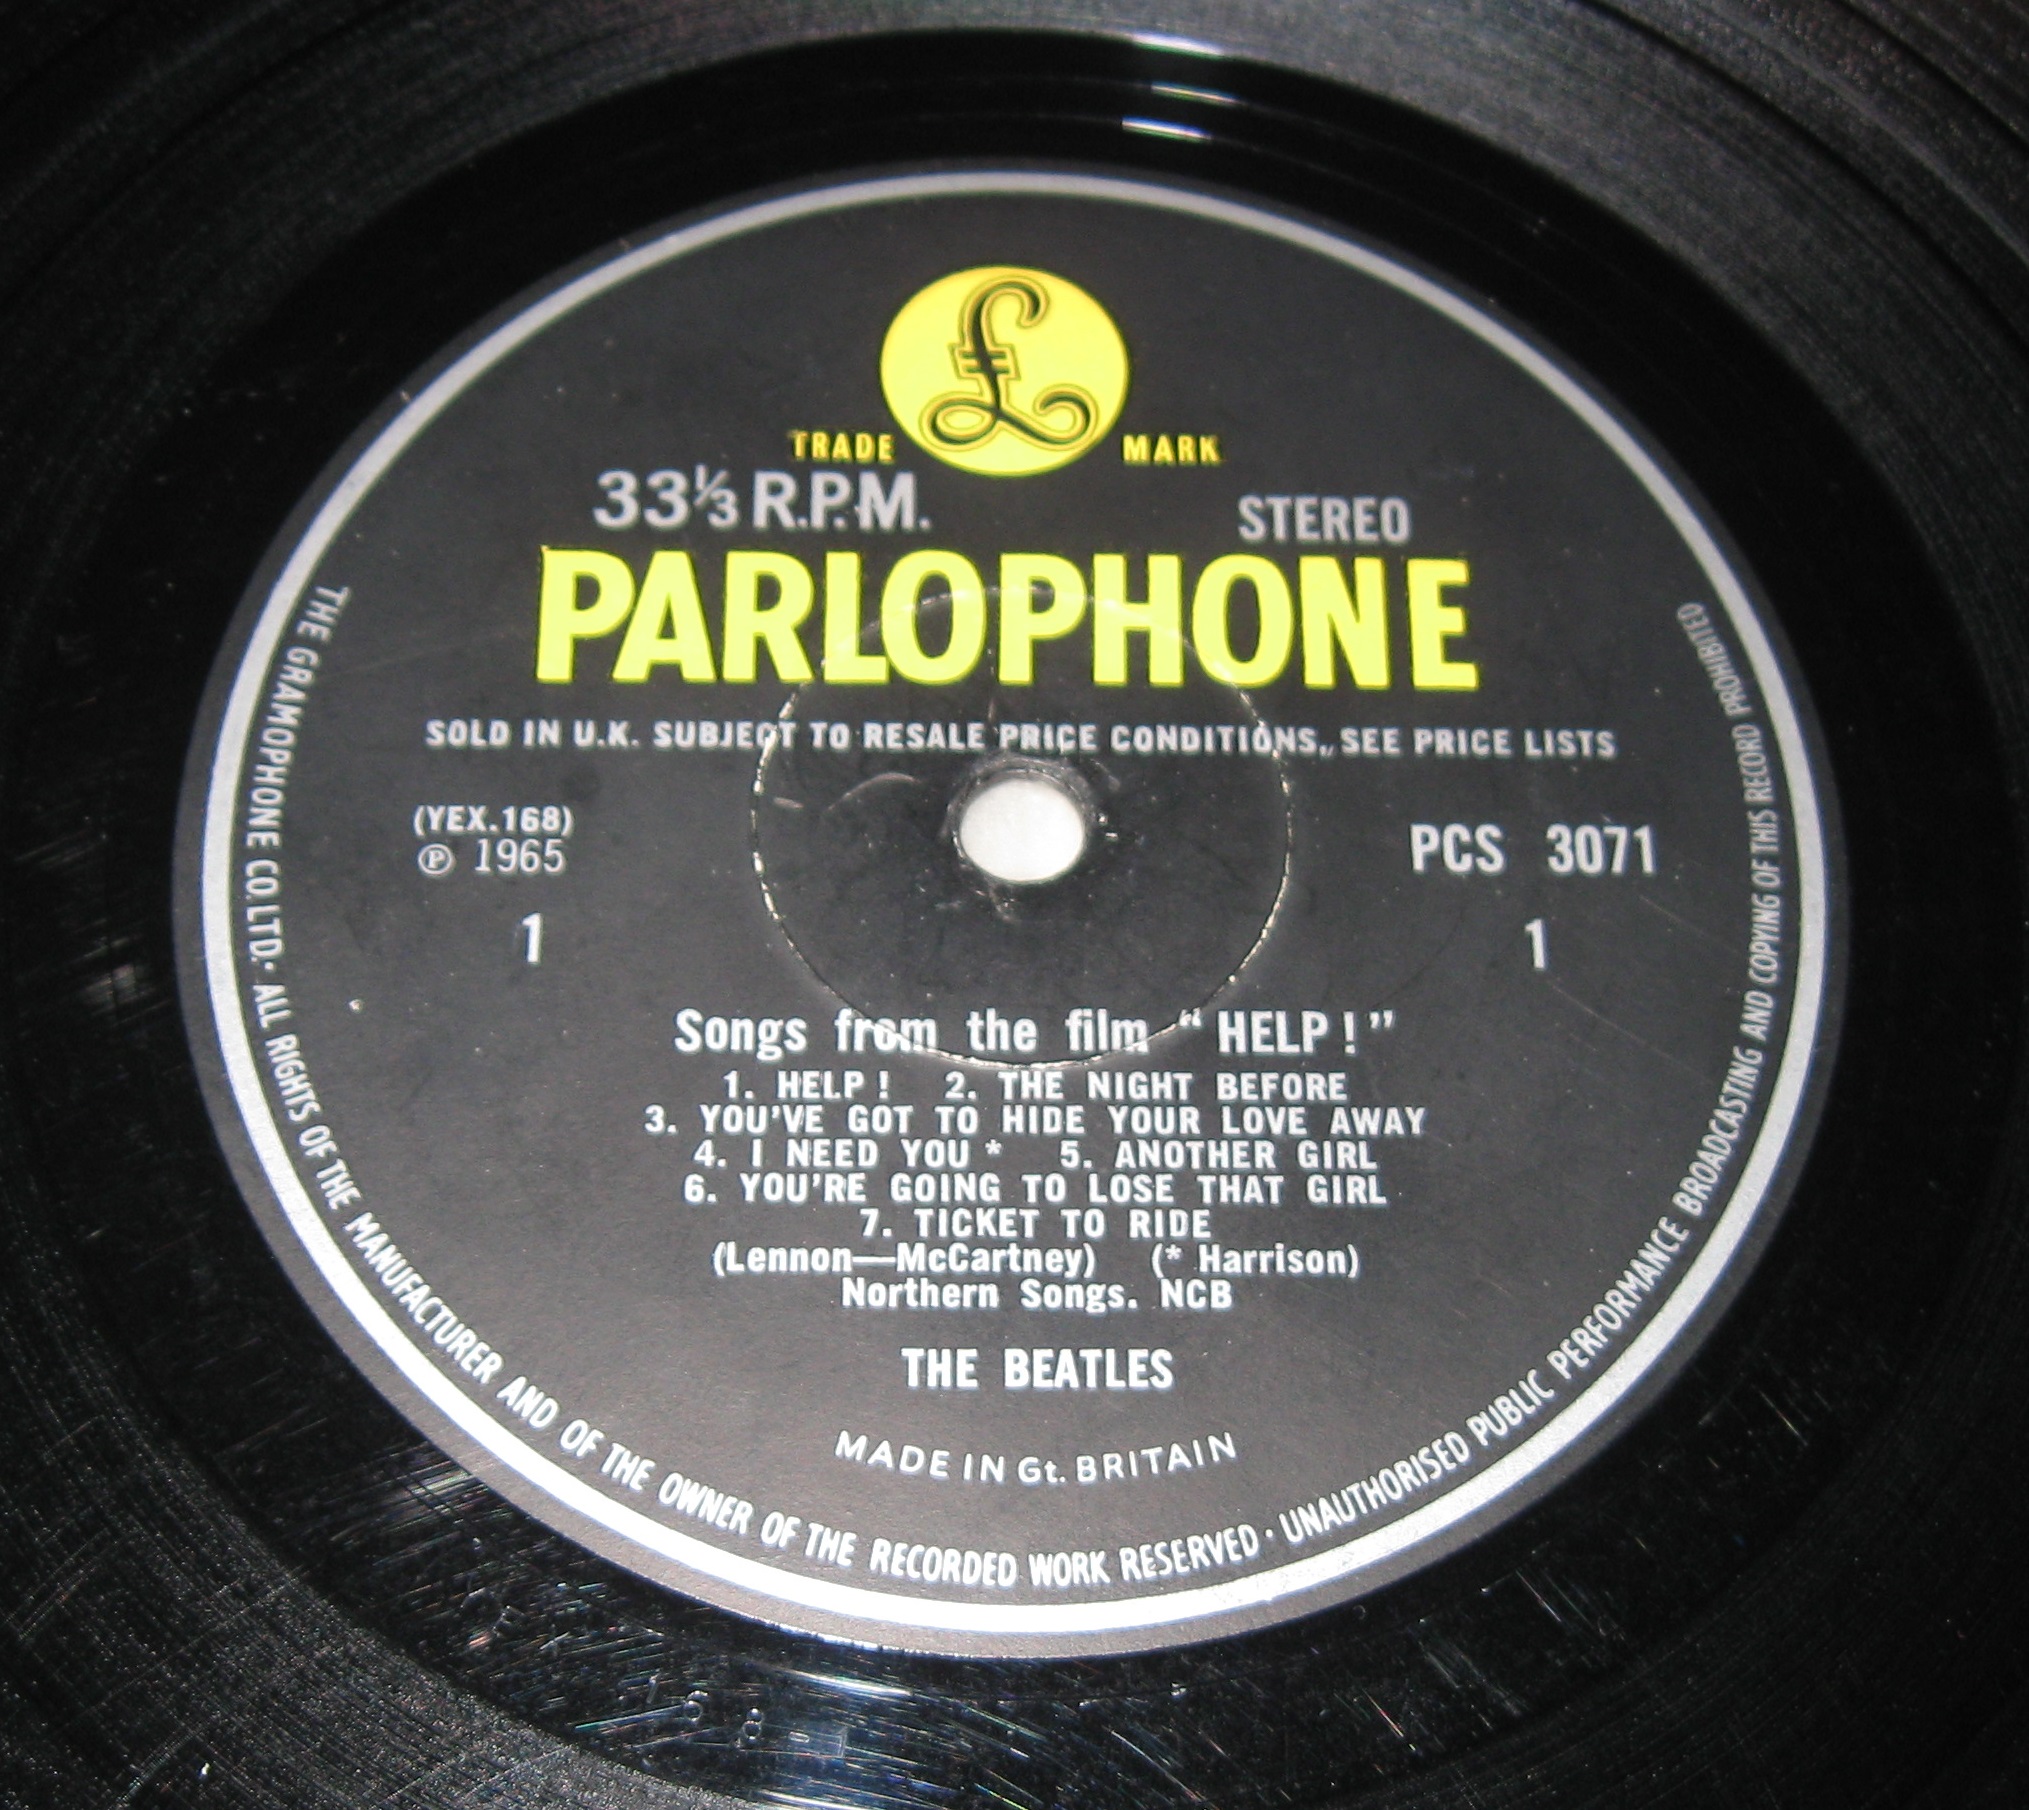 £
TRADE MARK
33⅓ R.P.M. STEREO
PARLOPHONE
SOLD IN U.K. SUBJECT TO RESALE PRICE CONDITIONS, SEE PRICE LISTS
(YEX.168) PCS 3071
℗ 1965
1 1
Songs from the film “HELP!”
1. HELP! 2. THE NIGHT BEFORE
3. YOU'VE GOT TO HIDE YOUR LOVE AWAY
4. I NEED YOU * 5. ANOTHER GIRL
6. YOU'RE GOING TO LOSE THAT GIRL
7. TICKET TO RIDE
(Lennon—McCartney) (* Harrison)
Northern Songs. NCB
THE BEATLES
MADE IN Gt. BRITAIN
THE GRAMOPHONE CO.LTD. · ALL RIGHTS OF THE MANUFACTURER AND OF THE OWNER OF THE RECORDED WORK RESERVED · UNAUTHORISED PUBLIC PERFORMANCE BROADCASTING AND COPYING OF THIS RECORD PROHIBITED